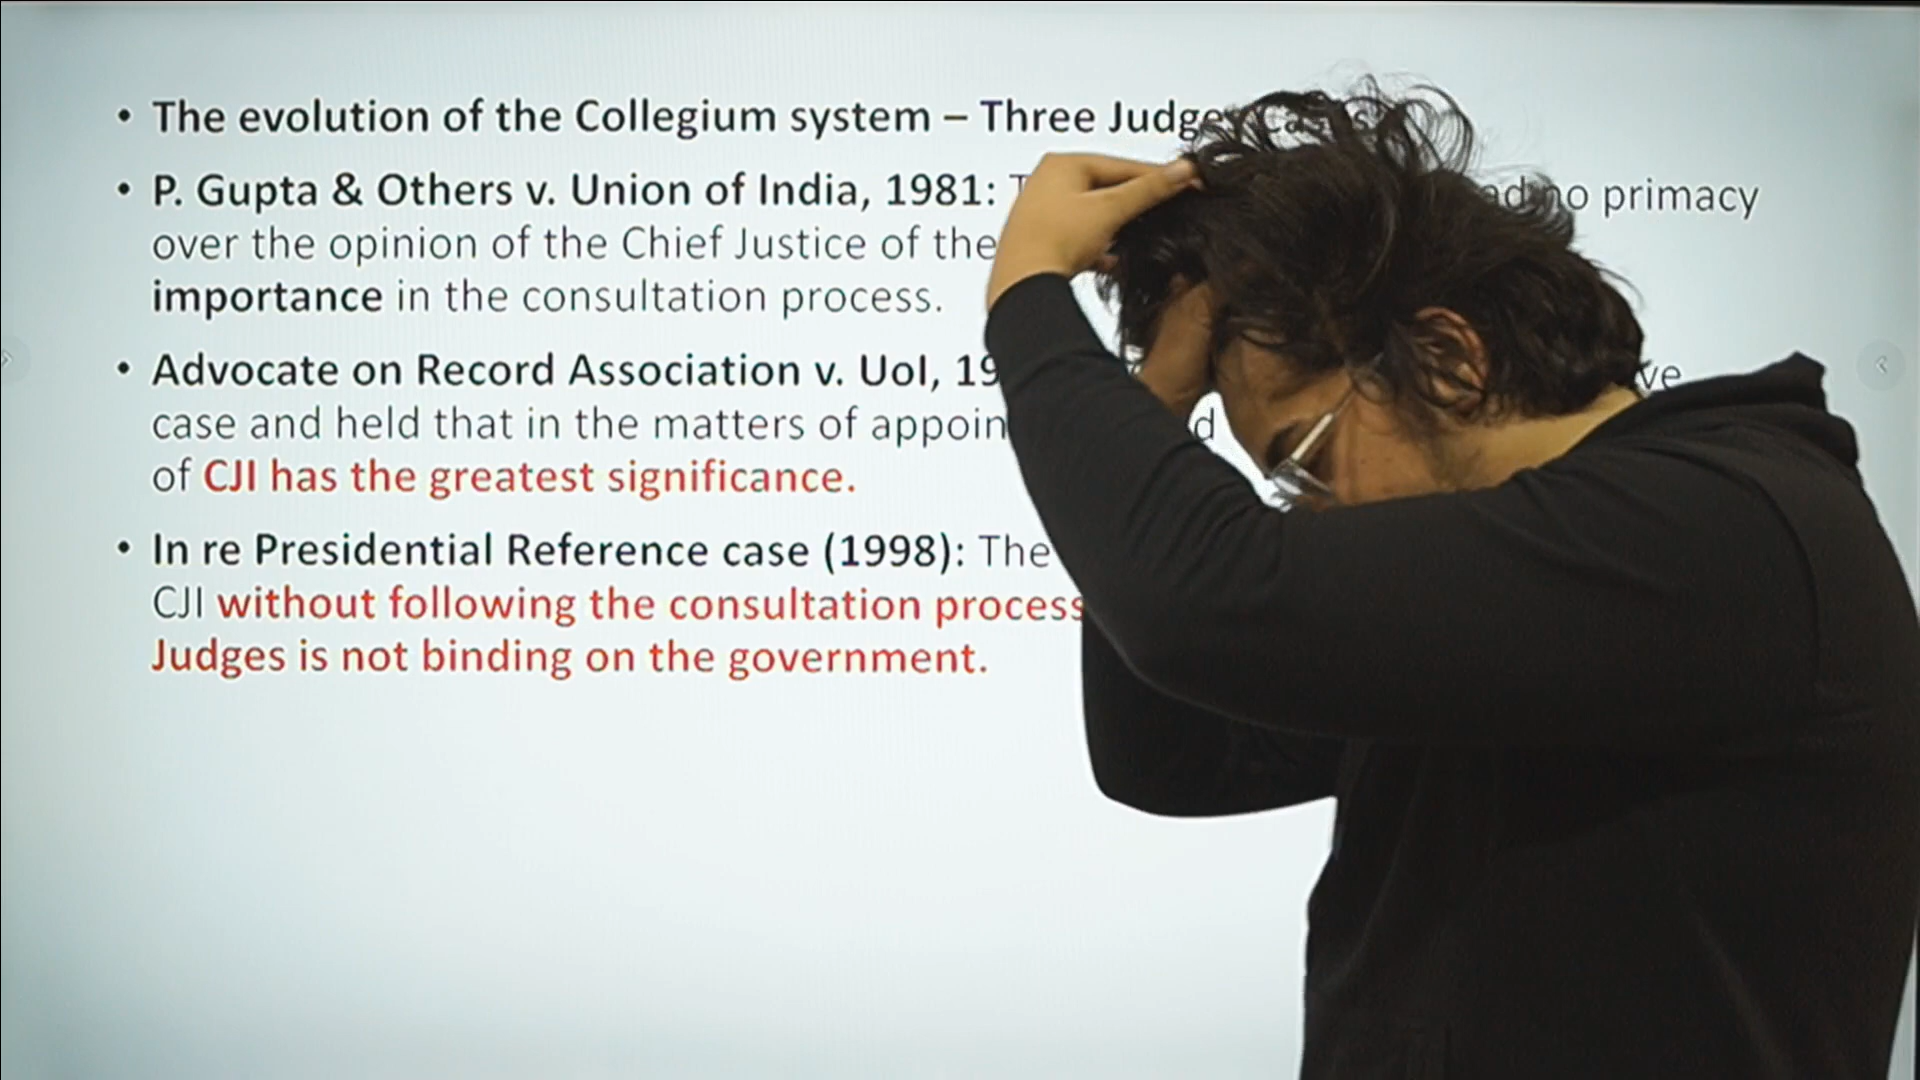 • The evolution of the Collegium system – Three Judges Cases
• P. Gupta & Others v. Union of India, 1981: no primacy
over the opinion of the Chief Justice of the
importance in the consultation process.
• Advocate on Record Association v. UoI,
case and held that in the matters of
of CJI has the greatest significance.
• In re Presidential Reference case (1998): The
CJI without following the consultation process
Judges is not binding on the government.